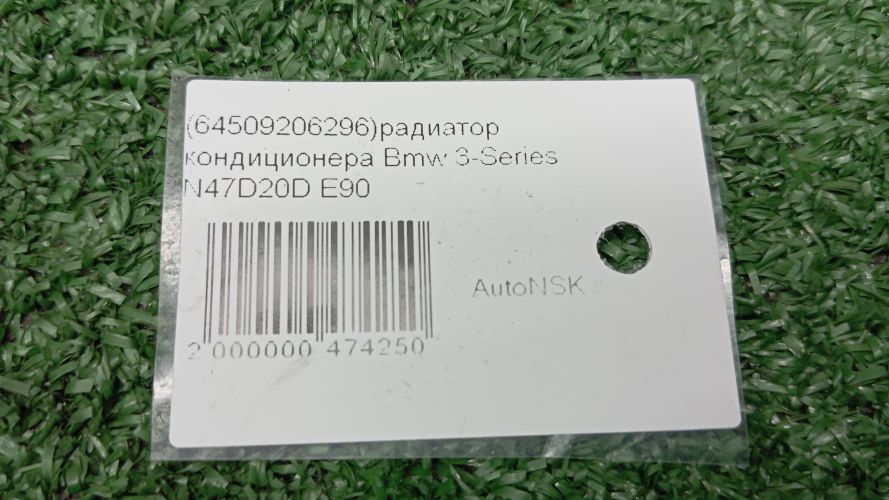 (64509206296)радиатор
кондиционера Bmw 3-Series
N47D20D E90
AutoNSK
2 000000 474250